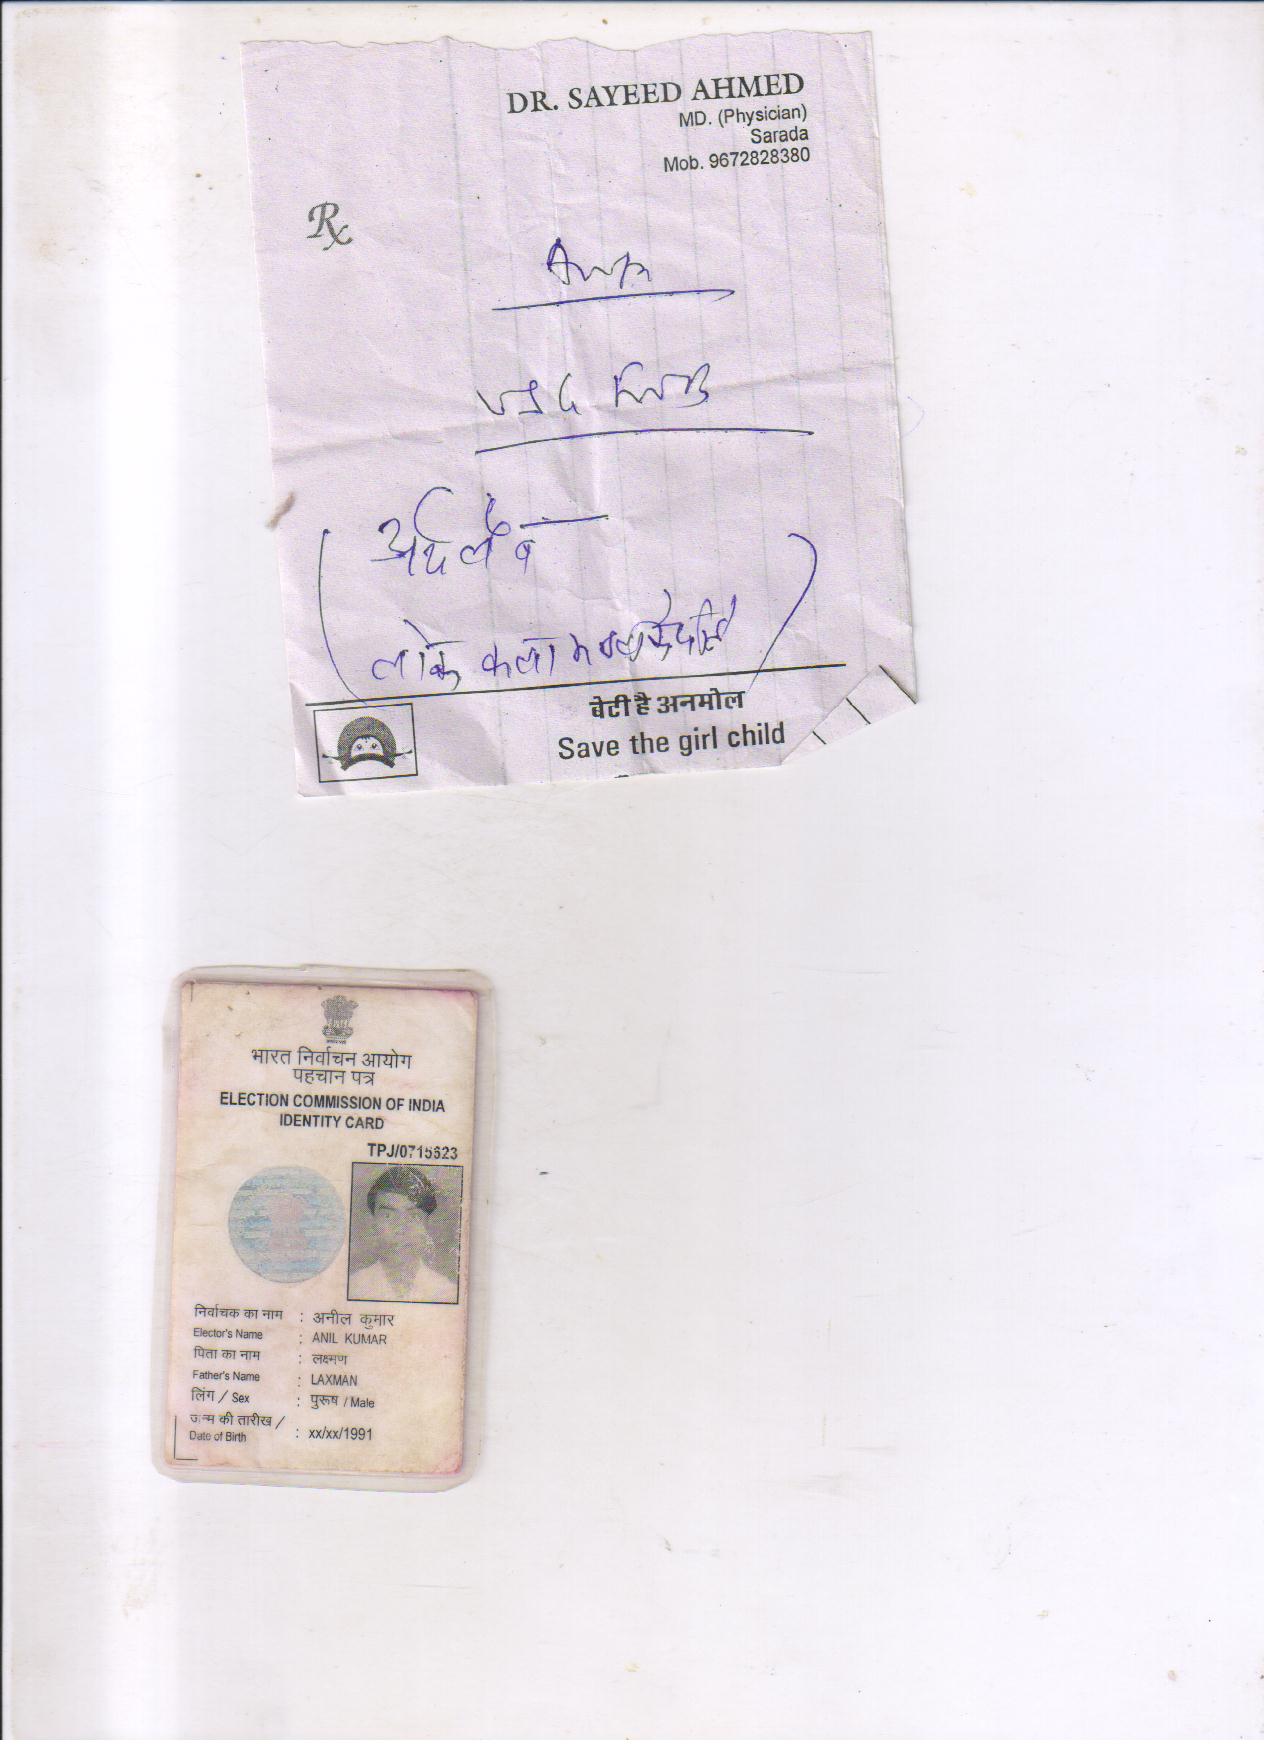 DR. SAYEED AHMED
MD. (Physician)
Sarada
Mob. 9672828380
Rx
अर्थ
लोक कला म
बेटी है अनमोल
Save the girl child
भारत निर्वाचन आयोग
पहचान पत्र
ELECTION COMMISSION OF INDIA
IDENTITY CARD
TPJ/0715623
निर्वाचक का नाम : अनील कुमार
Elector's Name : ANIL KUMAR
पिता का नाम : लक्ष्मण
Father's Name : LAXMAN
लिंग / Sex : पुरूष / Male
जन्म की तारीख /
Date of Birth : xx/xx/1991